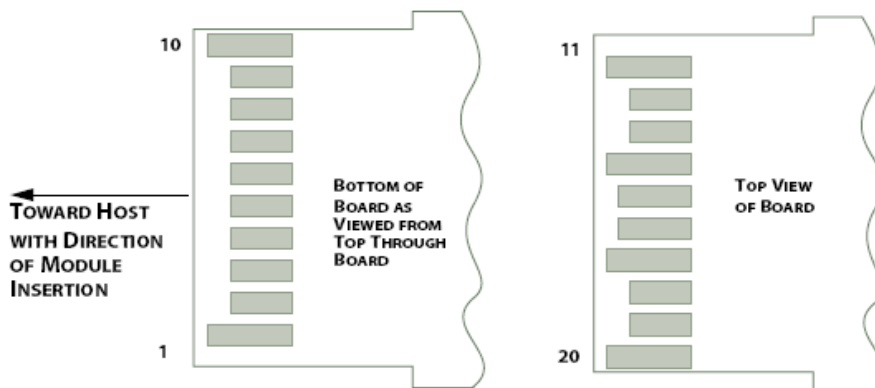 10
1
TOWARD HOST
WITH DIRECTION
OF MODULE
INSERTION
BOTTOM OF
BOARD AS
VIEWED FROM
TOP THROUGH
BOARD
11
20
TOP VIEW
OF BOARD